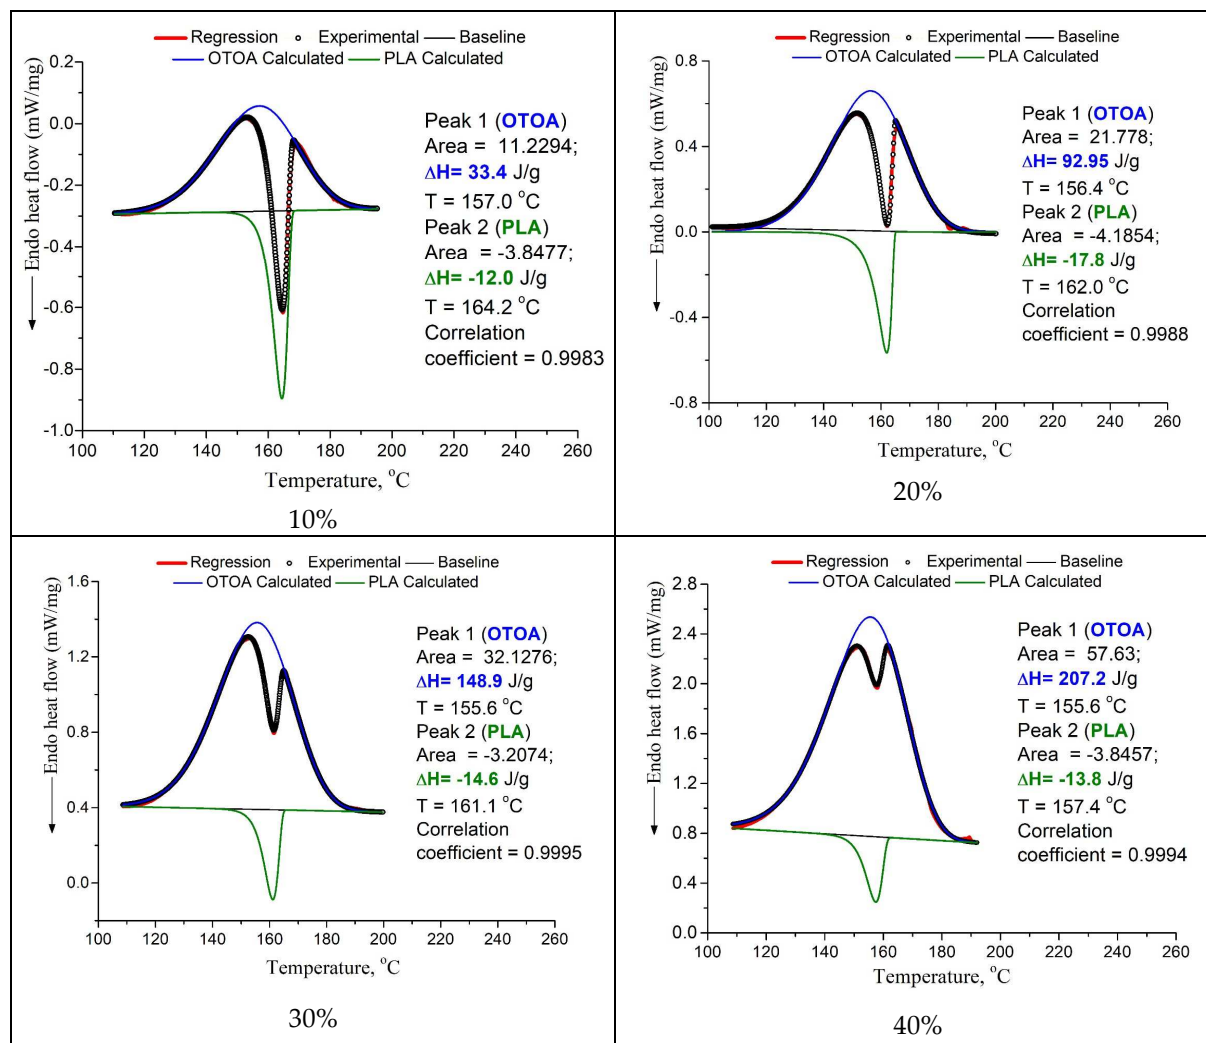 Regression Experimental Baseline
OTOA Calculated PLA Calculated
Endo heat flow (mW/mg)
0.2
0.0
-0.2
-0.4
-0.6
-0.8
-1.0
100 120 140 160 180 200 220 240 260
Temperature, °C
Peak 1 (OTOA)
Area = 11.2294;
ΔH= 33.4 J/g
T = 157.0 °C
Peak 2 (PLA)
Area = -3.8477;
ΔH= -12.0 J/g
T = 164.2 °C
Correlation
coefficient = 0.9983
10%
Regression Experimental Baseline
OTOA Calculated PLA Calculated
Endo heat flow (mW/mg)
0.8
0.4
0.0
-0.4
-0.8
100 120 140 160 180 200 220 240 260
Temperature, °C
Peak 1 (OTOA)
Area = 21.778;
ΔH= 92.95 J/g
T = 156.4 °C
Peak 2 (PLA)
Area = -4.1854;
ΔH= -17.8 J/g
T = 162.0 °C
Correlation
coefficient = 0.9988
20%
Regression Experimental Baseline
OTOA Calculated PLA Calculated
Endo heat flow (mW/mg)
1.6
1.2
0.8
0.4
0.0
100 120 140 160 180 200 220 240 260
Temperature, °C
Peak 1 (OTOA)
Area = 32.1276;
ΔH= 148.9 J/g
T = 155.6 °C
Peak 2 (PLA)
Area = -3.2074;
ΔH= -14.6 J/g
T = 161.1 °C
Correlation
coefficient = 0.9995
30%
Regression Experimental Baseline
OTOA Calculated PLA Calculated
Endo heat flow (mW/mg)
2.8
2.4
2.0
1.6
1.2
0.8
0.4
0.0
100 120 140 160 180 200 220 240 260
Temperature, °C
Peak 1 (OTOA)
Area = 57.63;
ΔH= 207.2 J/g
T = 155.6 °C
Peak 2 (PLA)
Area = -3.8457;
ΔH= -13.8 J/g
T = 157.4 °C
Correlation
coefficient = 0.9994
40%